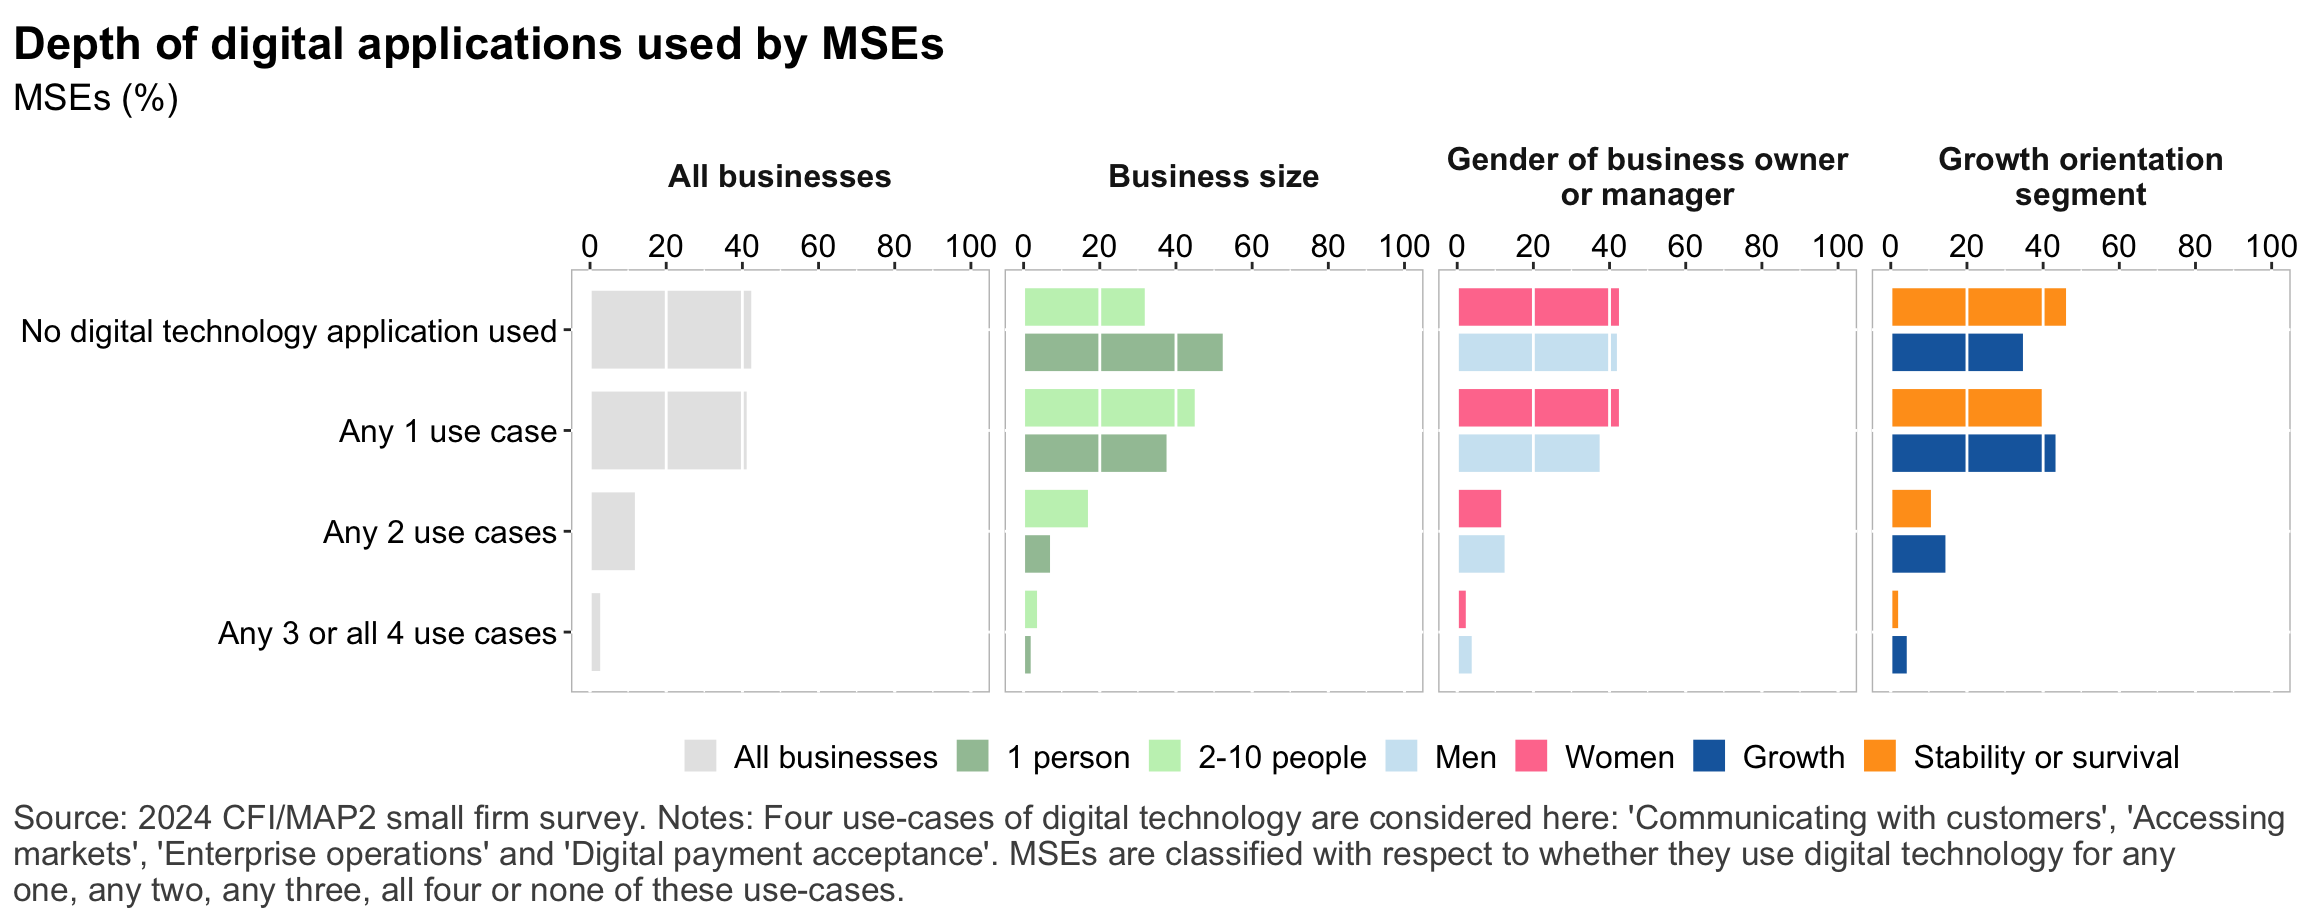 Depth of digital applications used by MSEs
MSEs (%)
All businesses
Business size
Gender of business owner
or manager
Growth orientation
segment
0 20 40 60 80 100 0 20 40 60 80 100 0 20 40 60 80 100 0 20 40 60 80 100
No digital technology application used
Any 1 use case
Any 2 use cases
Any 3 or all 4 use cases
All businesses 1 person 2-10 people Men Women Growth Stability or survival
Source: 2024 CFI/MAP2 small firm survey. Notes: Four use-cases of digital technology are considered here: 'Communicating with customers', 'Accessing
markets', 'Enterprise operations' and 'Digital payment acceptance'. MSEs are classified with respect to whether they use digital technology for any
one, any two, any three, all four or none of these use-cases.